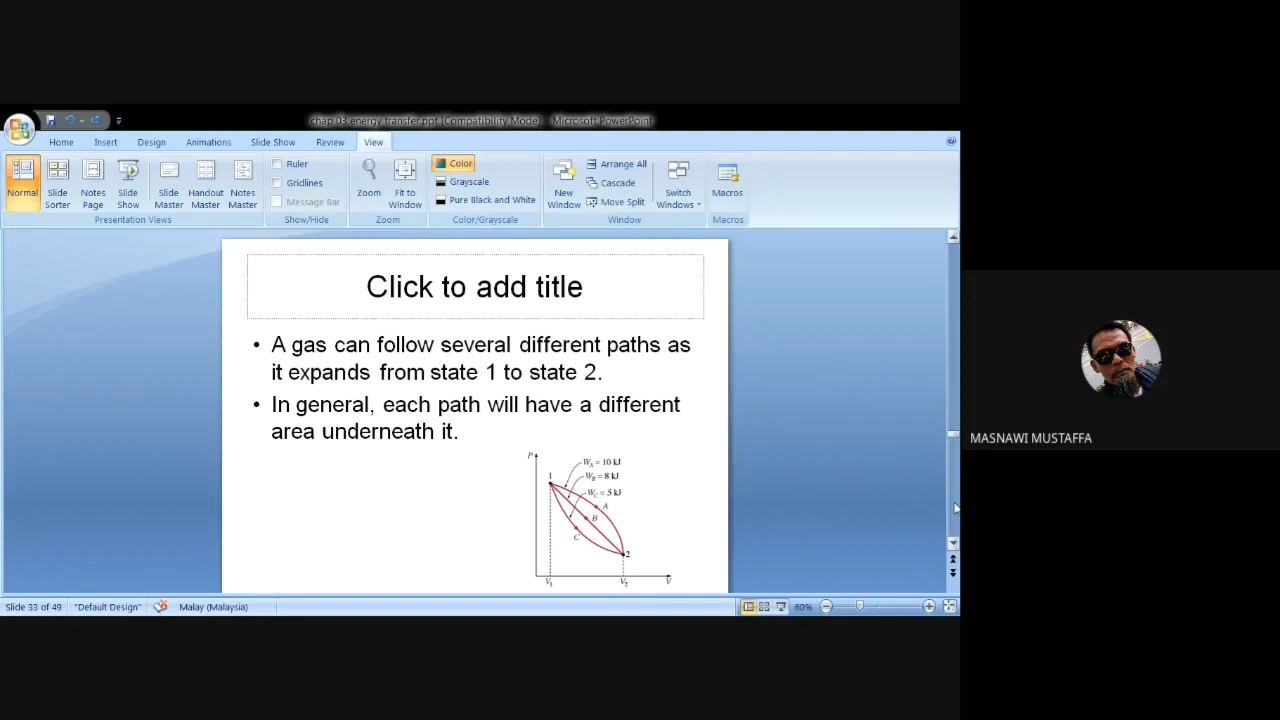 chap 03 energy transfer.ppt [Compatibility Mode] - Microsoft PowerPoint
Home Insert Design Animations Slide Show Review View
Normal
Slide Sorter
Notes Page
Slide Show
Slide Master
Handout Master
Notes Master
Presentation Views
Ruler
Gridlines
Message Bar
Show/Hide
Zoom
Fit to Window
Zoom
Color
Grayscale
Pure Black and White
Color/Grayscale
New Window
Arrange All
Cascade
Move Split
Switch Windows
Window
Macros
Macros
Click to add title
• A gas can follow several different paths as
it expands from state 1 to state 2.
• In general, each path will have a different
area underneath it.
P
W_A = 10 kJ
W_B = 8 kJ
W_C = 5 kJ
1
A
B
C
2
V_1 V_2 V
MASNAWI MUSTAFFA
Slide 33 of 49 "Default Design" Malay (Malaysia) 60%